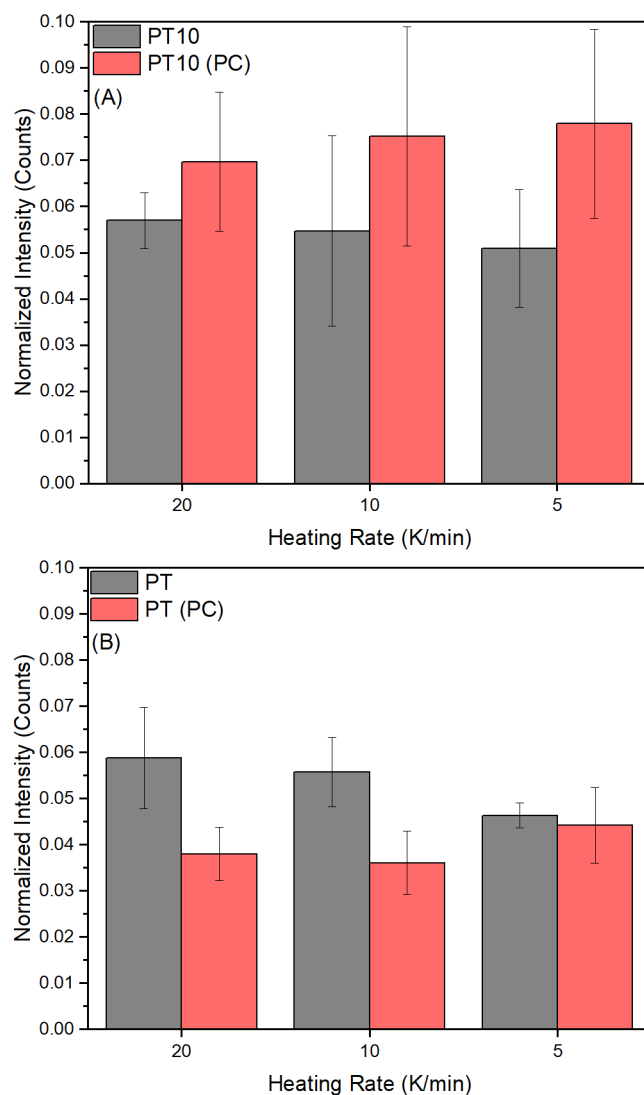 PT10
PT10 (PC)
(A)
0.10
0.09
0.08
0.07
0.06
0.05
0.04
0.03
0.02
0.01
0.00
Normalized Intensity (Counts)
20 10 5
Heating Rate (K/min)
PT
PT (PC)
(B)
0.10
0.09
0.08
0.07
0.06
0.05
0.04
0.03
0.02
0.01
0.00
Normalized Intensity (Counts)
20 10 5
Heating Rate (K/min)